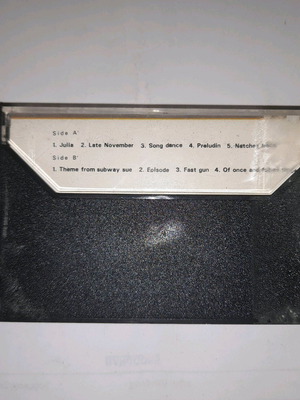 Side A
1. Julia 2. Late November 3. Song dance 4. Preludin 5. Natchez
Side B
1. Theme from subway sue 2. Episode 3. Fast gun 4. Of once and